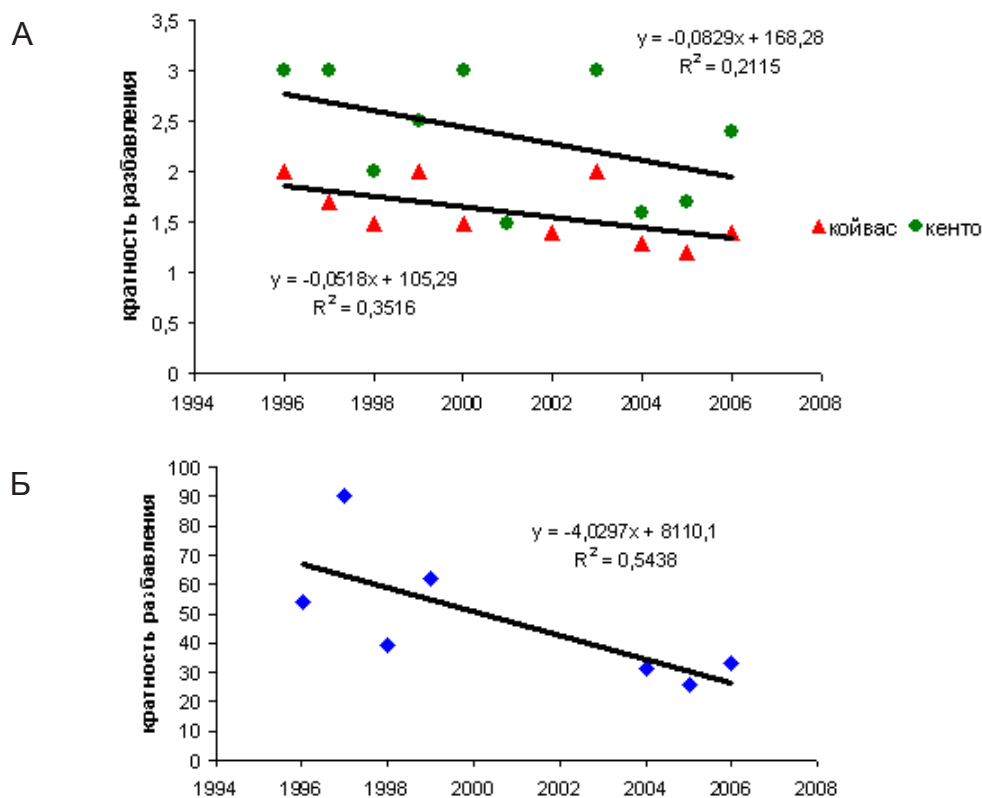 А
кратность разбавления
3,5
3
2,5
2
1,5
1
0,5
0
y = -0,0829x + 168,28
R² = 0,2115
y = -0,0518x + 105,29
R² = 0,3516
койвас кенто
1994 1996 1998 2000 2002 2004 2006 2008
Б
кратность разбавления
100
90
80
70
60
50
40
30
20
10
0
y = -4,0297x + 8110,1
R² = 0,5438
1994 1996 1998 2000 2002 2004 2006 2008